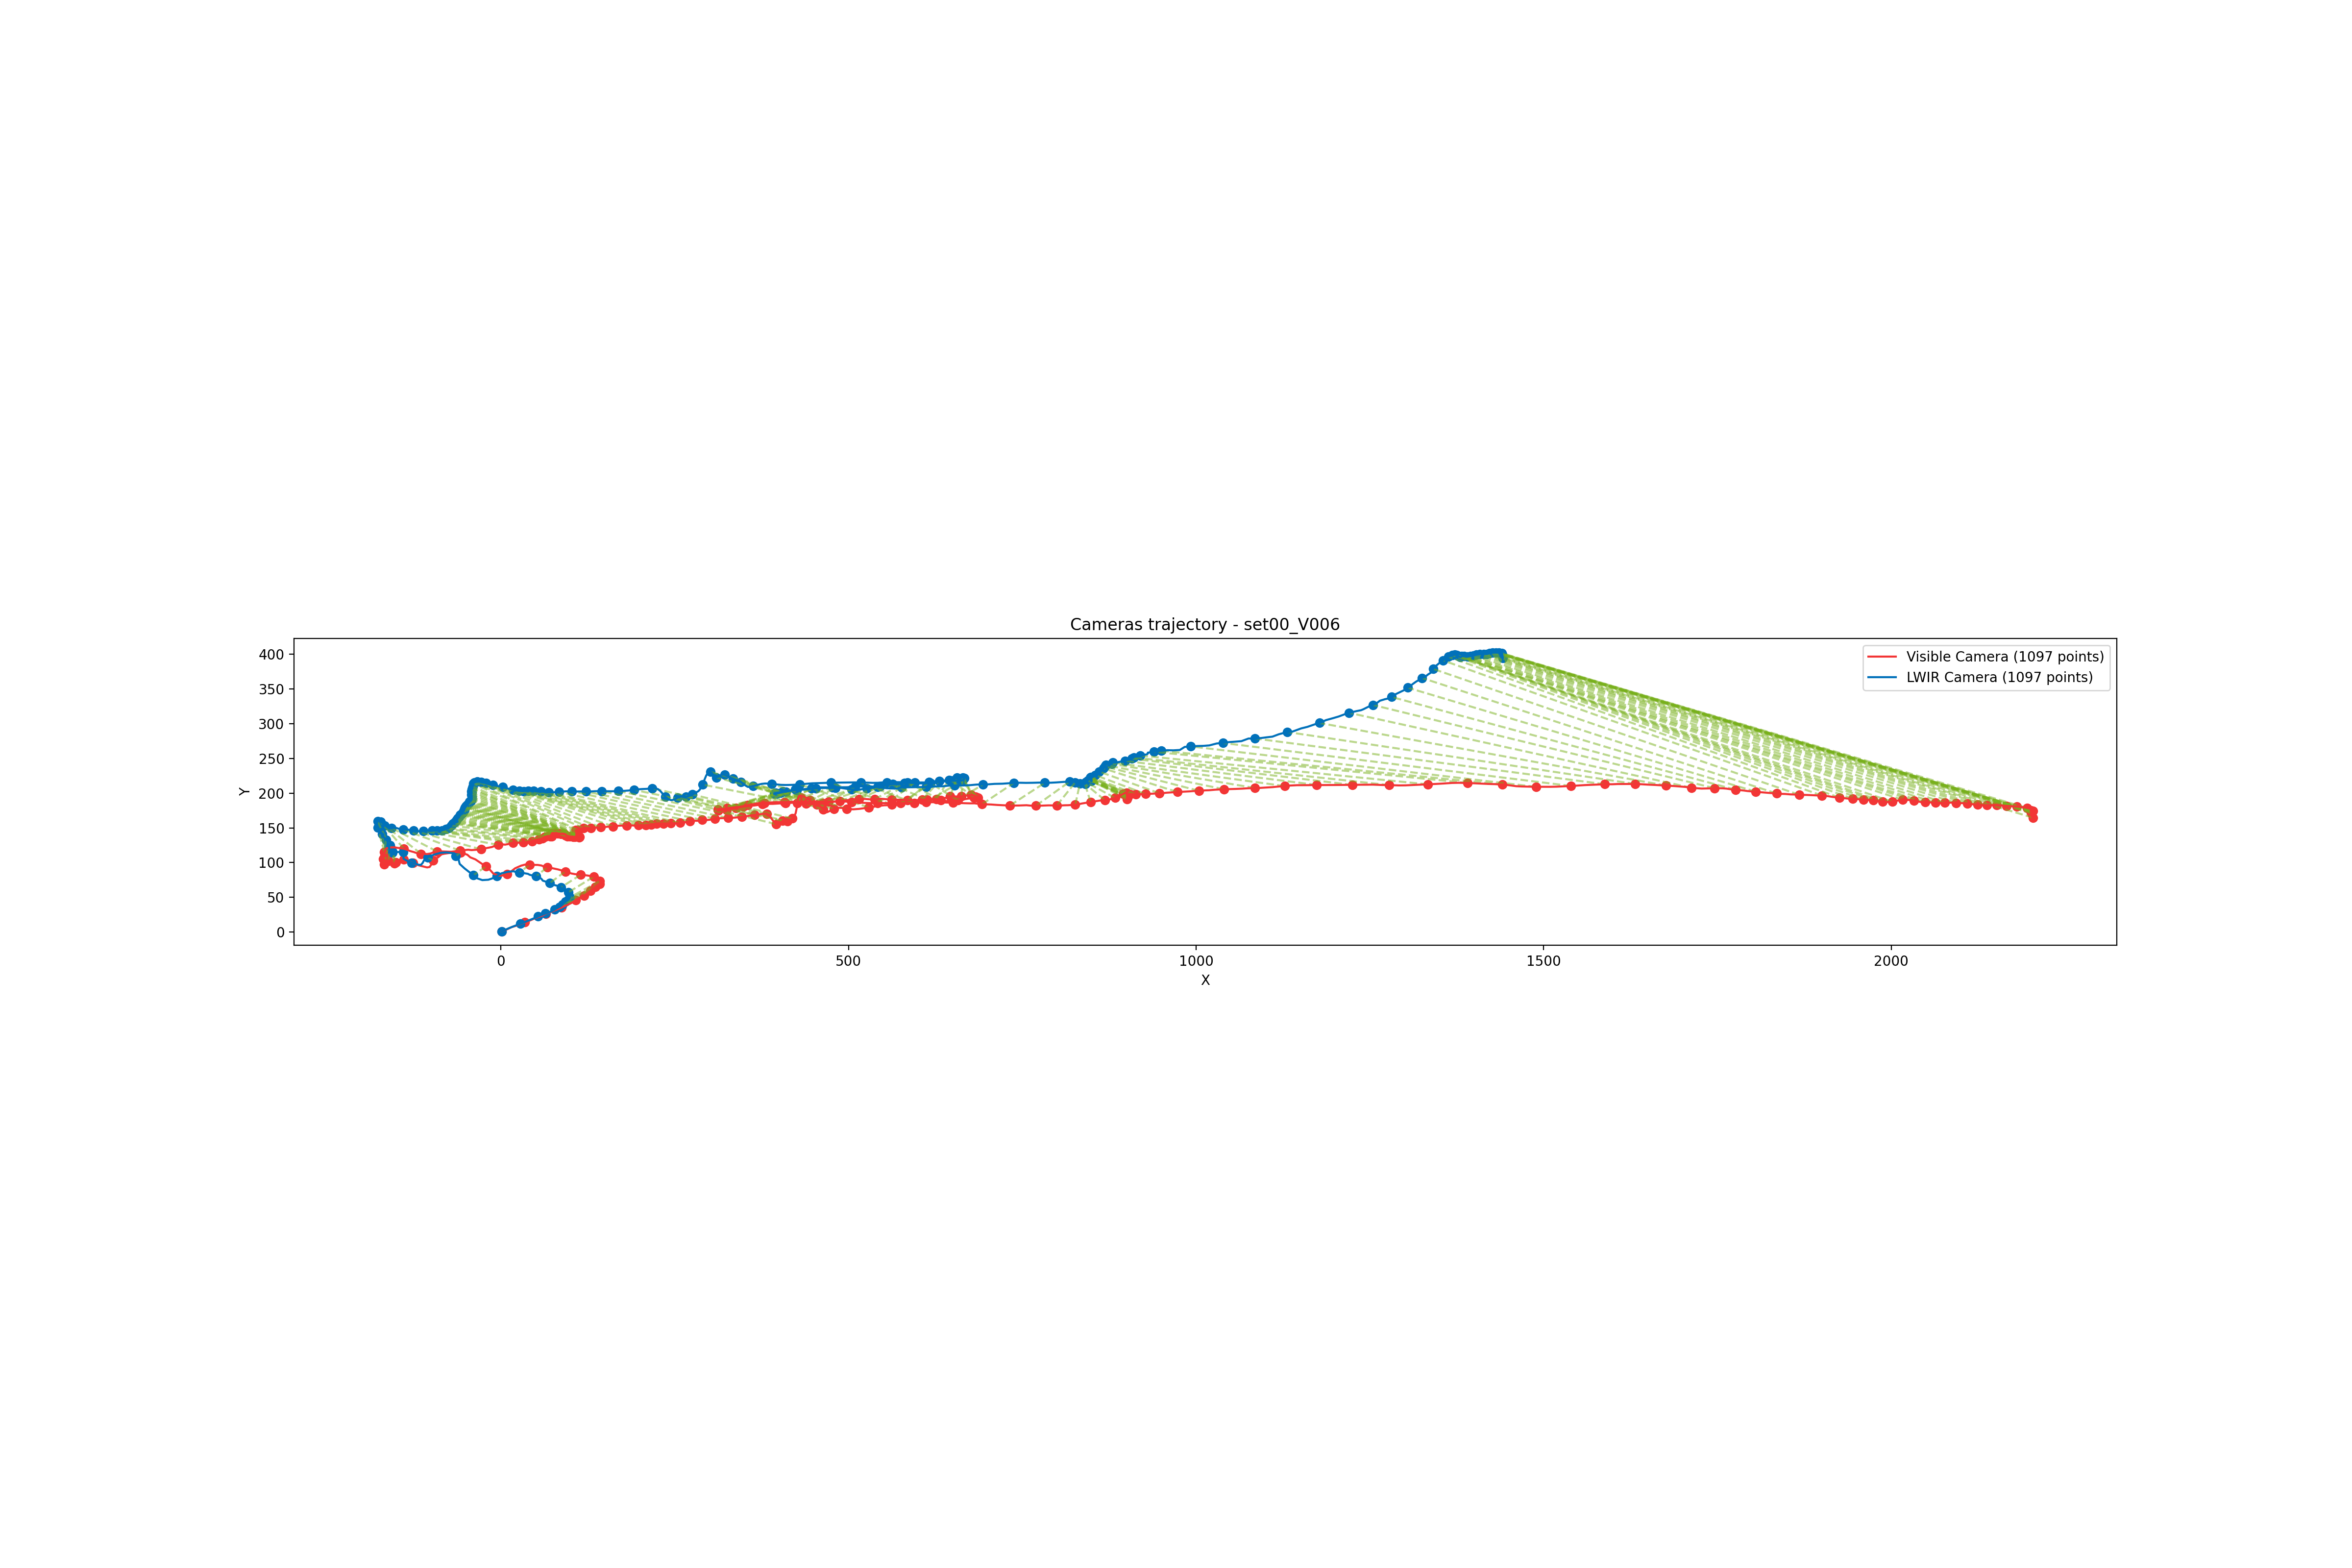 Cameras trajectory - set00_V006
Visible Camera (1097 points)
LWIR Camera (1097 points)
Y
400
350
300
250
200
150
100
50
0
0 500 1000 1500 2000
X